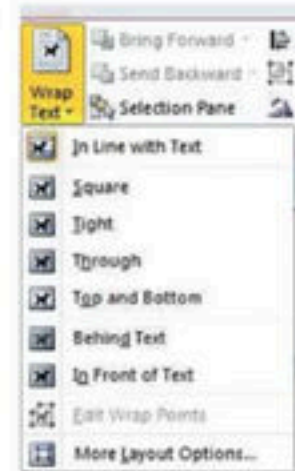 Bring Forward
Send Backward
Wrap
Text
Selection Pane
In Line with Text
Square
Tight
Through
Top and Bottom
Behind Text
In Front of Text
Edit Wrap Points
More Layout Options...